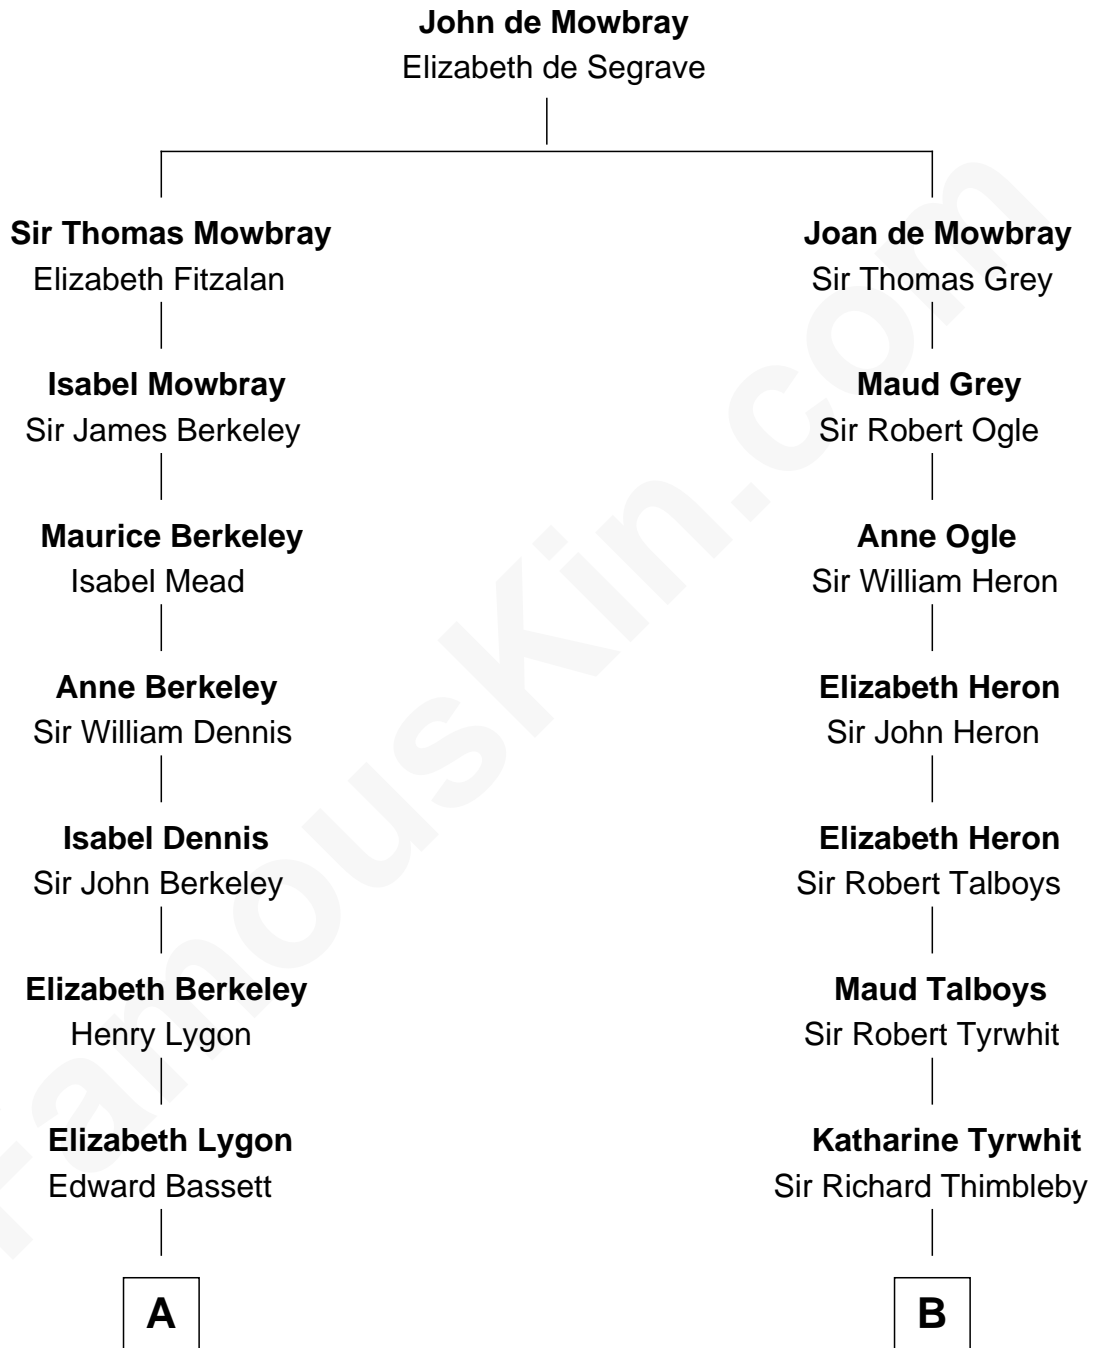 John de Mowbray
Elizabeth de Segrave
Sir Thomas Mowbray
Elizabeth Fitzalan
Joan de Mowbray
Sir Thomas Grey
Isabel Mowbray
Sir James Berkeley
Maud Grey
Sir Robert Ogle
Maurice Berkeley
Isabel Mead
Anne Ogle
Sir William Heron
Anne Berkeley
Sir William Dennis
Elizabeth Heron
Sir John Heron
Isabel Dennis
Sir John Berkeley
Elizabeth Heron
Sir Robert Talboys
Elizabeth Berkeley
Henry Lygon
Maud Talboys
Sir Robert Tyrwhit
Elizabeth Lygon
Edward Bassett
Katharine Tyrwhit
Sir Richard Thimbleby
A
B
FamousKin.com